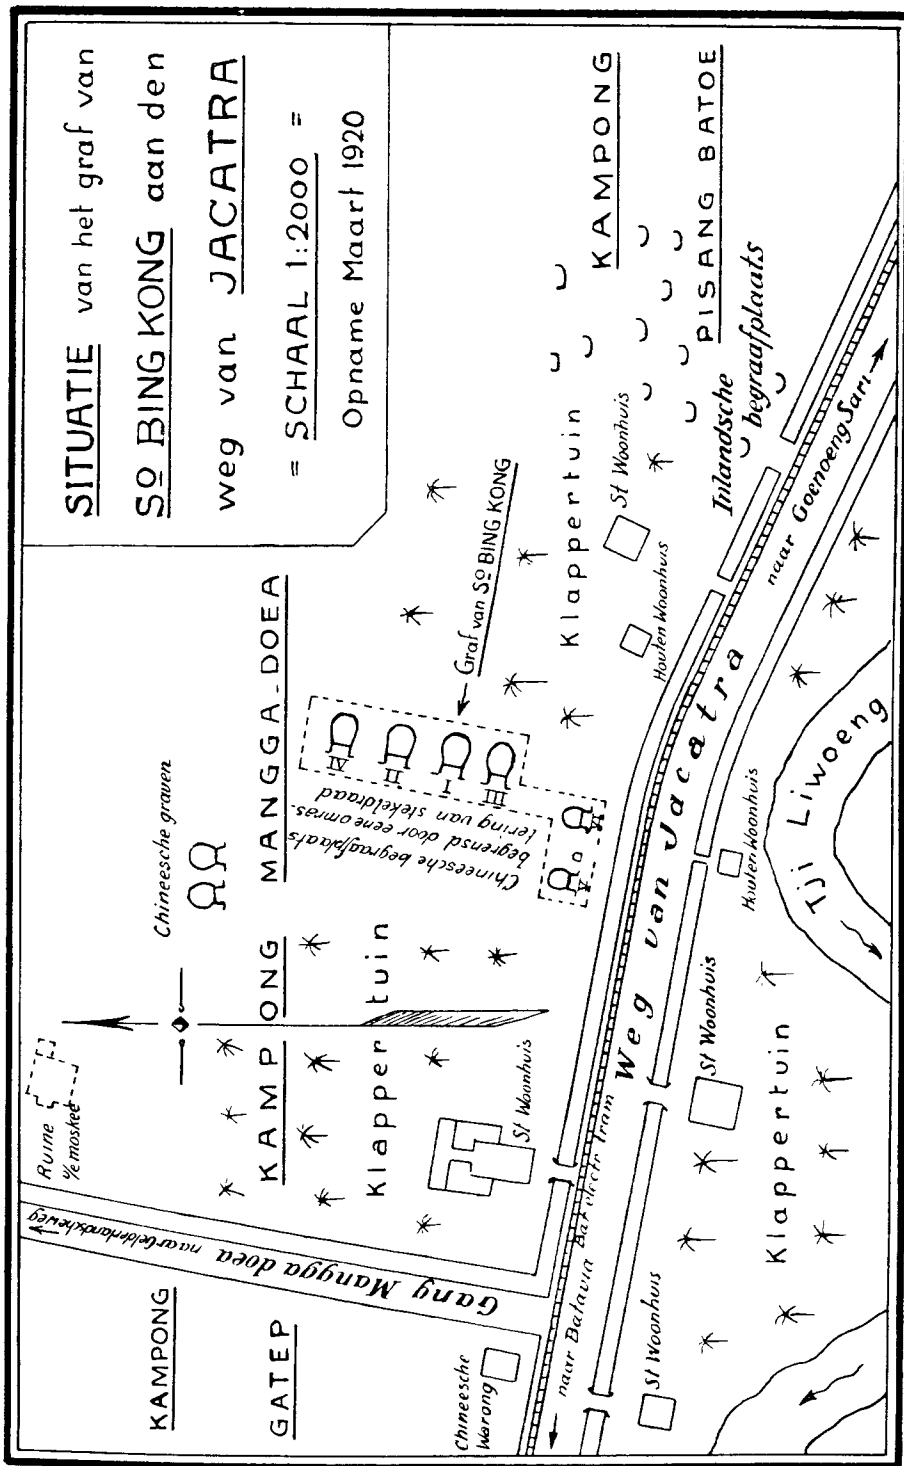 SITUATIE van het graf van
Sº BING KONG aan den
weg van JACATRA
= SCHAAL 1:2000 =
Opname Maart 1920
Ruine
v/e moskee
Chineesche graven
KAMPONG MANGGA-DOEA
KAMPONG
GATEP
Gang Mangga doea
naar Gelderlandscheweg
Klappertuin
St Woonhuis
Chineesche
Warong
Chineesche begraafplaats
begrensd door eene omras-
tering van stekeldraad
IV
II
I
III
V
VI
Graf van Sº BING KONG
Klappertuin
St Woonhuis
Houten Woonhuis
KAMPONG
PISANG BATOE
Inlandsche
begraafplaats
naar Batavia
Bat electr Tram
Weg van Jacatra
naar Goenoeng Sari
St Woonhuis
St Woonhuis
Houten Woonhuis
Klappertuin
Tji Liwoeng